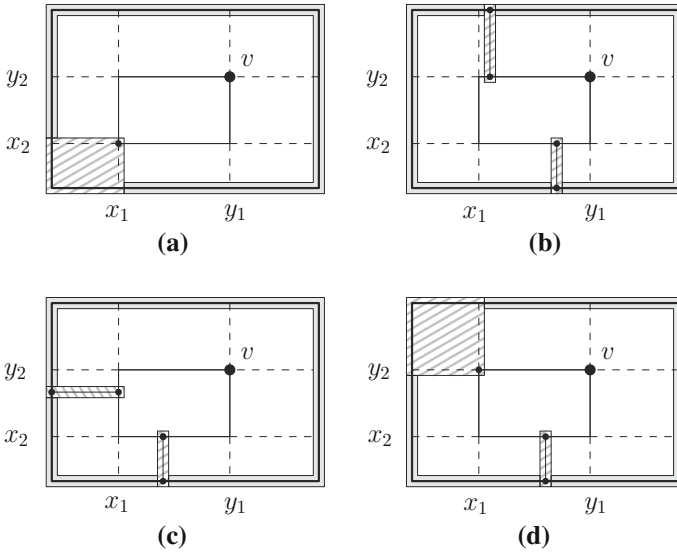 v v
y₂ y₂
x₂ x₂
x₁ y₁ x₁ y₁
(a) (b)
v v
y₂ y₂
x₂ x₂
x₁ y₁ x₁ y₁
(c) (d)